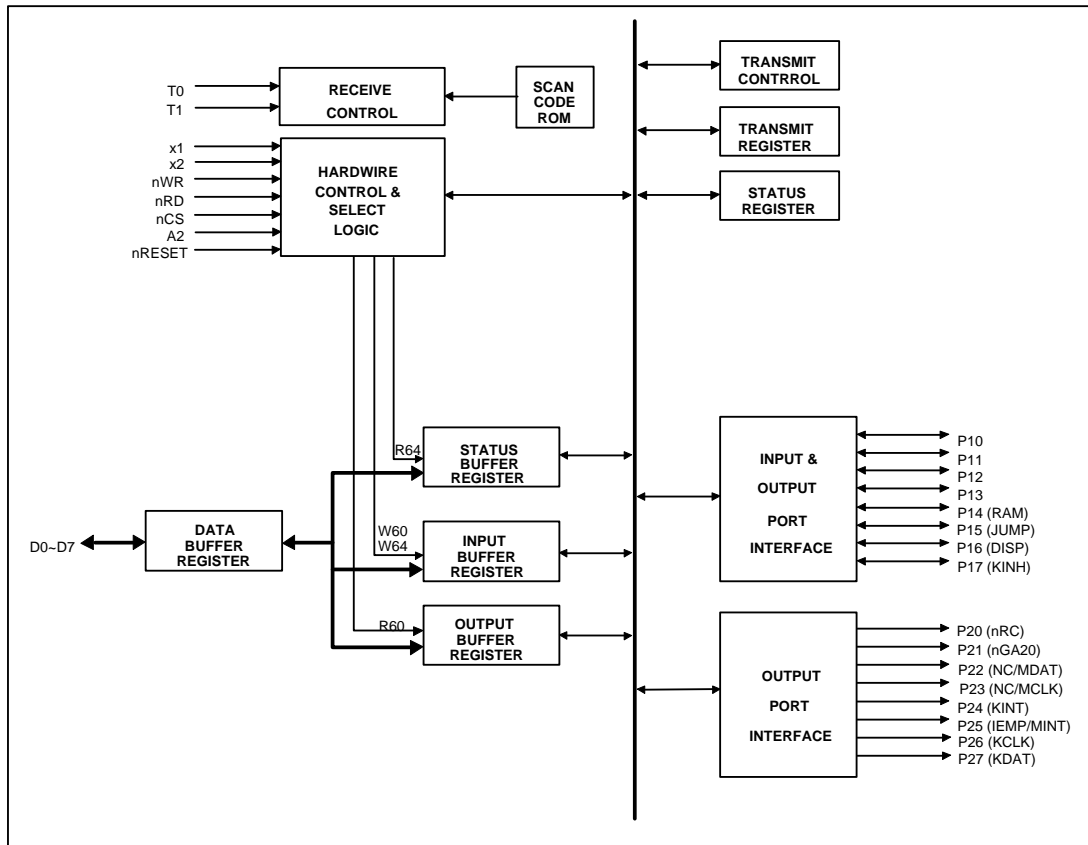 T0
T1
RECEIVE
CONTROL
SCAN
CODE
ROM
x1
x2
nWR
nRD
nCS
A2
nRESET
HARDWIRE
CONTROL &
SELECT
LOGIC
TRANSMIT
CONTRROL
TRANSMIT
REGISTER
STATUS
REGISTER
R64
STATUS
BUFFER
REGISTER
D0~D7
DATA
BUFFER
REGISTER
W60
W64
INPUT
BUFFER
REGISTER
R60
OUTPUT
BUFFER
REGISTER
INPUT &
OUTPUT
PORT
INTERFACE
P10
P11
P12
P13
P14 (RAM)
P15 (JUMP)
P16 (DISP)
P17 (KINH)
OUTPUT
PORT
INTERFACE
P20 (nRC)
P21 (nGA20)
P22 (NC/MDAT)
P23 (NC/MCLK)
P24 (KINT)
P25 (IEMP/MINT)
P26 (KCLK)
P27 (KDAT)